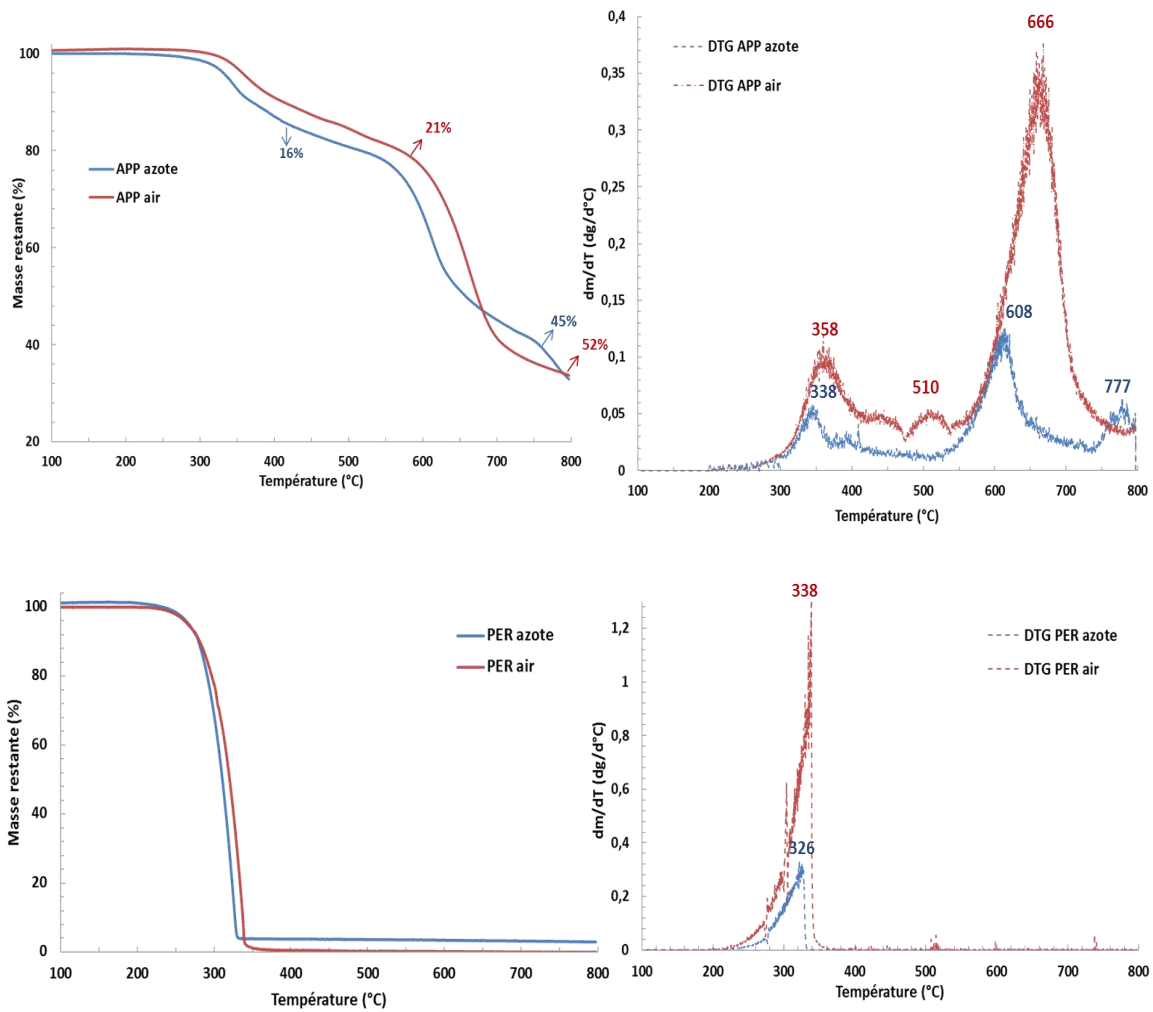 100
80
60
40
20
Masse restante (%)
APP azote
APP air
16%
21%
45%
52%
100 200 300 400 500 600 700 800
Température (°C)
0,4
0,35
0,3
0,25
0,2
0,15
0,1
0,05
0
dm/dT (dg/d°C)
DTG APP azote
DTG APP air
666
608
358
338
510
777
100 200 300 400 500 600 700 800
Température (°C)
100
80
60
40
20
0
Masse restante (%)
PER azote
PER air
100 200 300 400 500 600 700 800
Température (°C)
1,2
1
0,8
0,6
0,4
0,2
0
dm/dT (dg/d°C)
338
326
DTG PER azote
DTG PER air
100 200 300 400 500 600 700 800
Température (°C)